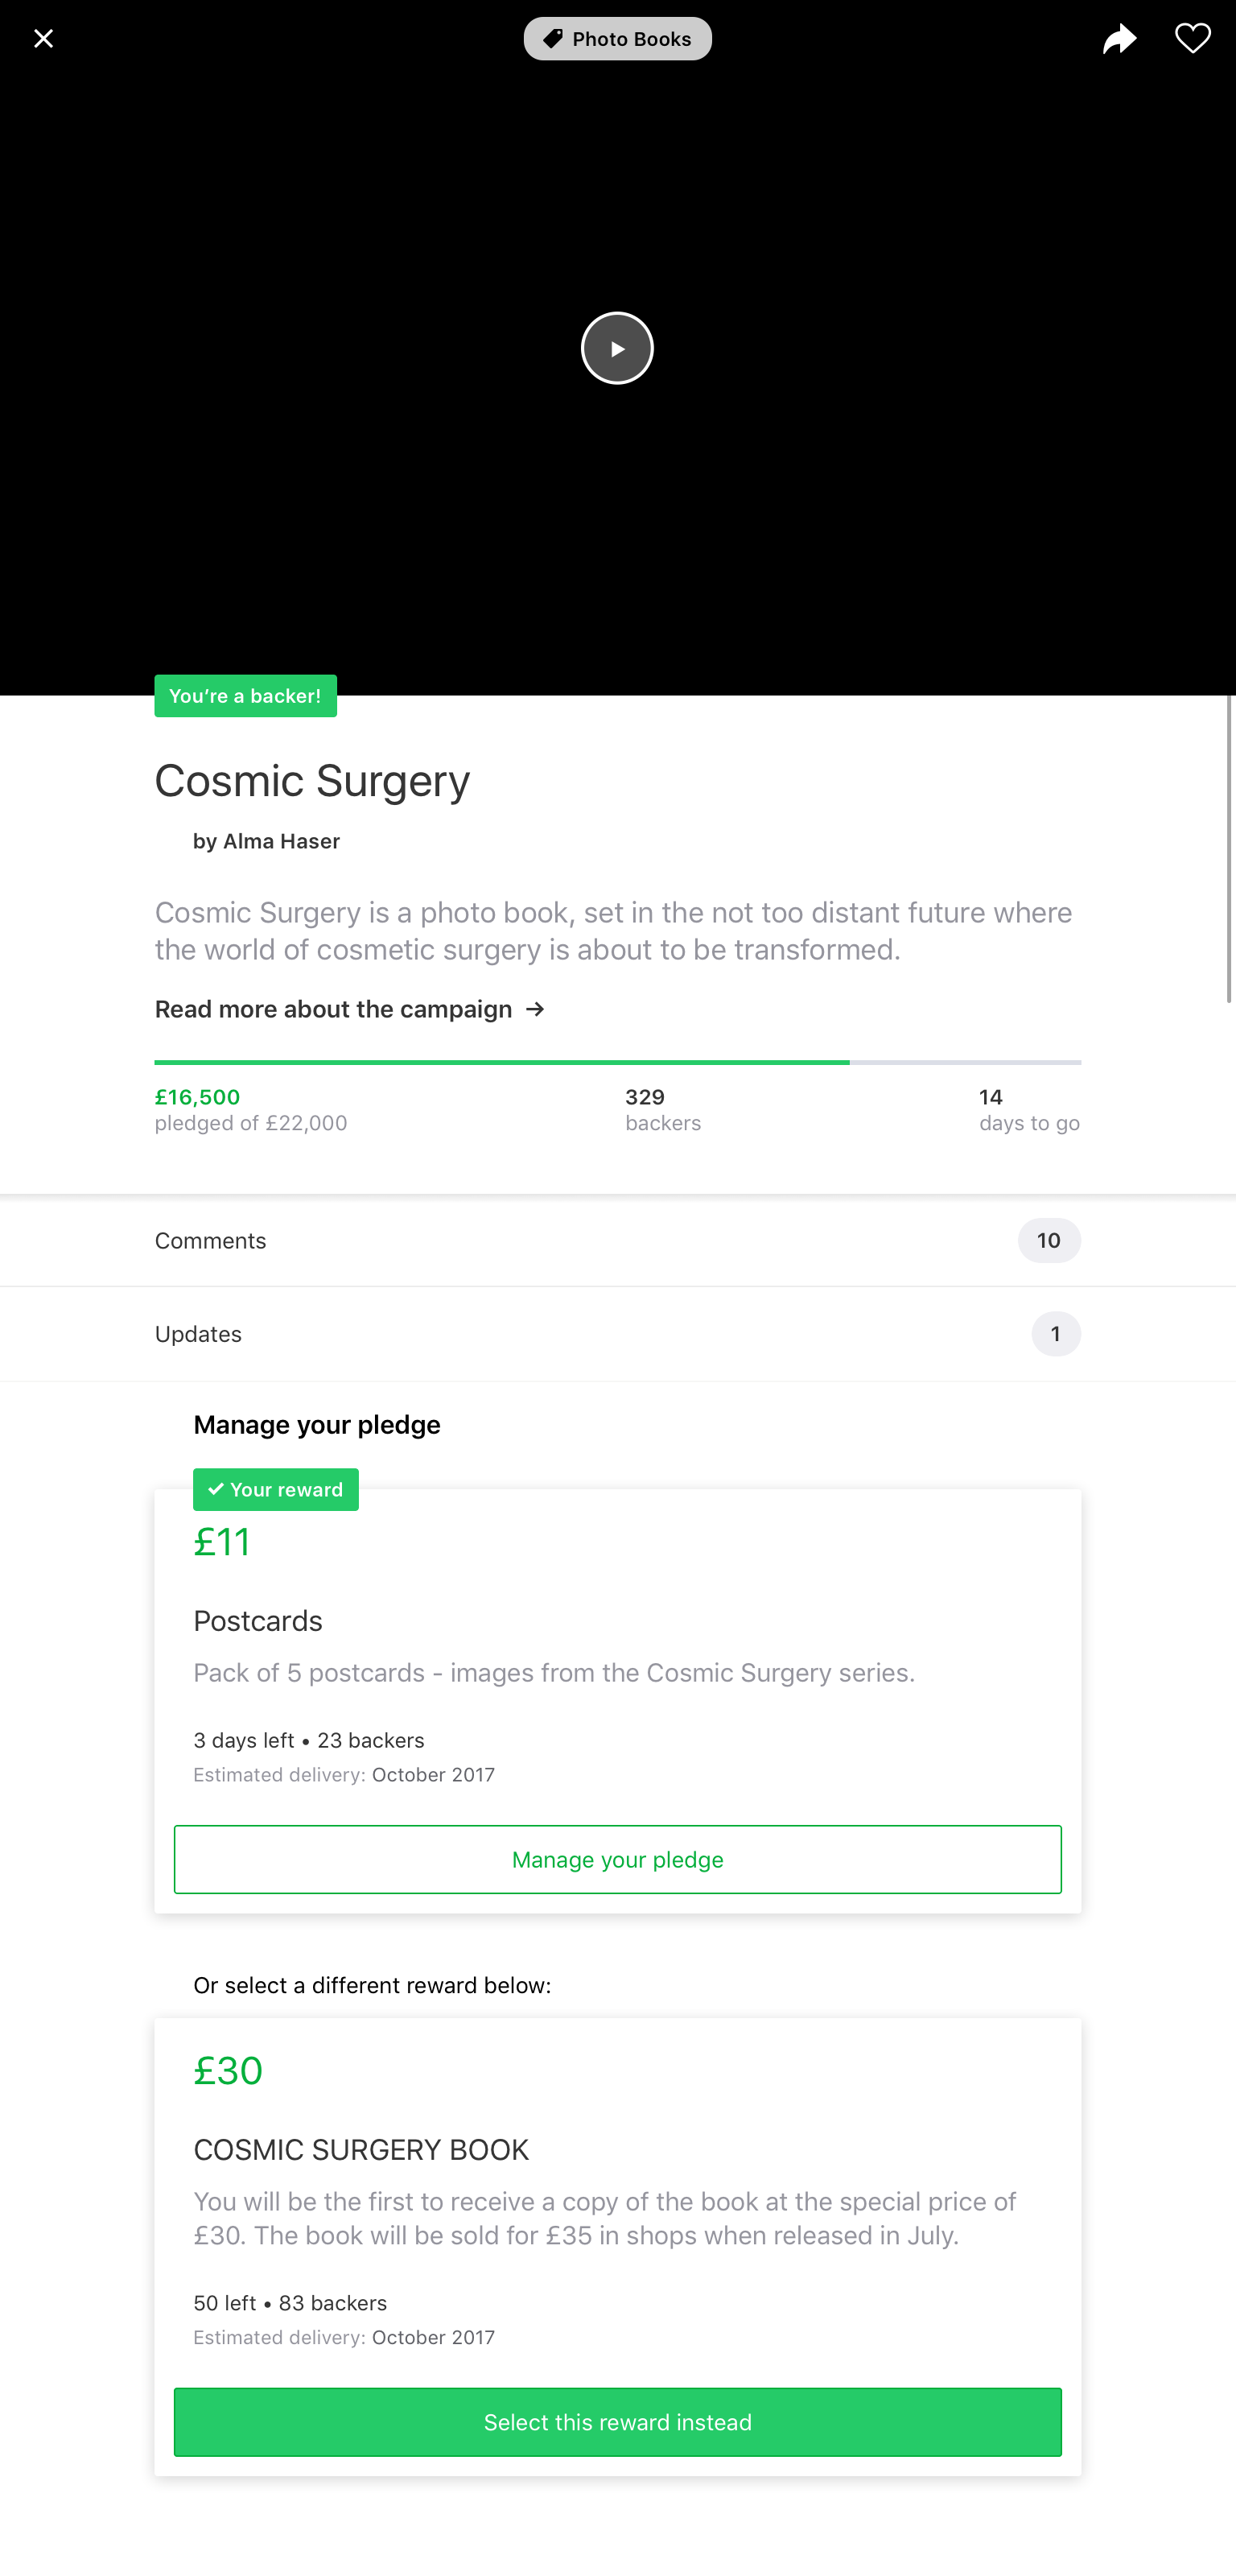 Photo Books
You’re a backer!
Cosmic Surgery
by Alma Haser
Cosmic Surgery is a photo book, set in the not too distant future where
the world of cosmetic surgery is about to be transformed.
Read more about the campaign →
£16,500
pledged of £22,000
329
backers
14
days to go
Comments
10
Updates
1
Manage your pledge
Your reward
£11
Postcards
Pack of 5 postcards - images from the Cosmic Surgery series.
3 days left • 23 backers
Estimated delivery: October 2017
Manage your pledge
Or select a different reward below:
£30
COSMIC SURGERY BOOK
You will be the first to receive a copy of the book at the special price of
£30. The book will be sold for £35 in shops when released in July.
50 left • 83 backers
Estimated delivery: October 2017
Select this reward instead